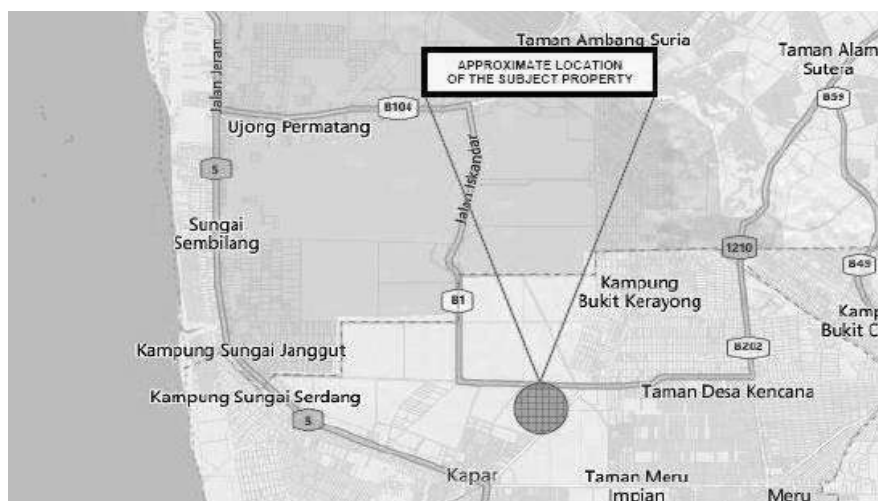 Taman Ambang Suria
Taman Alam
Sutera
APPROXIMATE LOCATION
OF THE SUBJECT PROPERTY
B59
Jalan Jeram
B104
Ujong Permatang
5
Jalan Iskandar
Sungai
Sembilang
1210
B49
Kampung
Bukit Kerayong
B1
Kamp
Bukit C
B202
Kampung Sungai Janggut
Kampung Sungai Serdang
Taman Desa Kencana
5
Kapar
Taman Meru
Impian
Meru